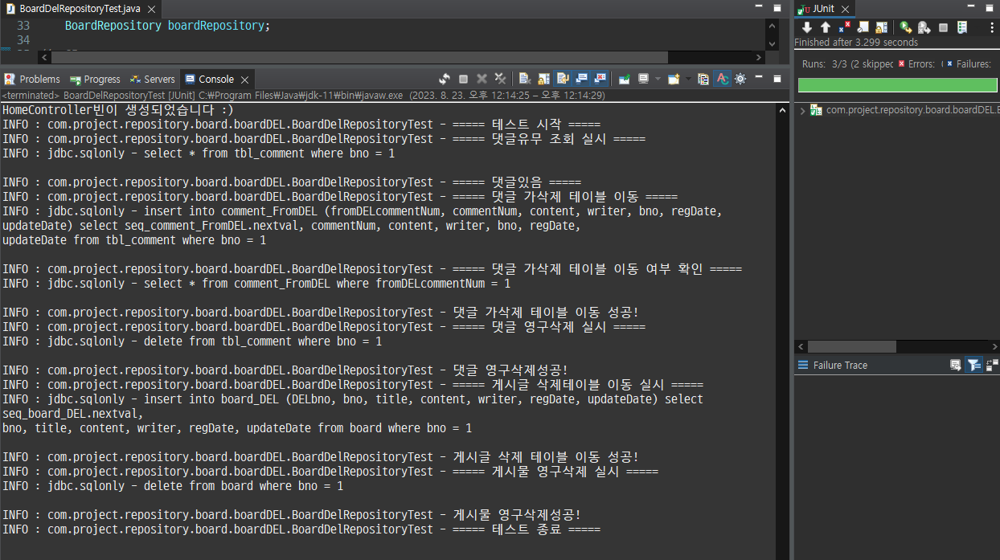 BoardDelRepositoryTest.java
33 BoardRepository boardRepository;
34
Problems Progress Servers Console
<terminated> BoardDelRepositoryTest [JUnit] C:₩Program Files₩Java₩jdk-11₩bin₩javaw.exe (2023. 8. 23. 오후 12:14:25 – 오후 12:14:29)
HomeController빈이 생성되었습니다 :)
INFO : com.project.repository.board.boardDEL.BoardDelRepositoryTest - ===== 테스트 시작 =====
INFO : com.project.repository.board.boardDEL.BoardDelRepositoryTest - ===== 댓글유무 조회 실시 =====
INFO : jdbc.sqlonly - select * from tbl_comment where bno = 1
INFO : com.project.repository.board.boardDEL.BoardDelRepositoryTest - ===== 댓글있음 =====
INFO : com.project.repository.board.boardDEL.BoardDelRepositoryTest - ===== 댓글 가삭제 테이블 이동 =====
INFO : jdbc.sqlonly - insert into comment_FromDEL (fromDELcommentNum, commentNum, content, writer, bno, regDate,
updateDate) select seq_comment_FromDEL.nextval, commentNum, content, writer, bno, regDate,
updateDate from tbl_comment where bno = 1
INFO : com.project.repository.board.boardDEL.BoardDelRepositoryTest - ===== 댓글 가삭제 테이블 이동 여부 확인 =====
INFO : jdbc.sqlonly - select * from comment_FromDEL where fromDELcommentNum = 1
INFO : com.project.repository.board.boardDEL.BoardDelRepositoryTest - 댓글 가삭제 테이블 이동 성공!
INFO : com.project.repository.board.boardDEL.BoardDelRepositoryTest - ===== 댓글 영구삭제 실시 =====
INFO : jdbc.sqlonly - delete from tbl_comment where bno = 1
INFO : com.project.repository.board.boardDEL.BoardDelRepositoryTest - 댓글 영구삭제성공!
INFO : com.project.repository.board.boardDEL.BoardDelRepositoryTest - ===== 게시글 삭제테이블 이동 실시 =====
INFO : jdbc.sqlonly - insert into board_DEL (DELbno, bno, title, content, writer, regDate, updateDate) select
seq_board_DEL.nextval,
bno, title, content, writer, regDate, updateDate from board where bno = 1
INFO : com.project.repository.board.boardDEL.BoardDelRepositoryTest - 게시글 삭제 테이블 이동 성공!
INFO : com.project.repository.board.boardDEL.BoardDelRepositoryTest - ===== 게시물 영구삭제 실시 =====
INFO : jdbc.sqlonly - delete from board where bno = 1
INFO : com.project.repository.board.boardDEL.BoardDelRepositoryTest - 게시물 영구삭제성공!
INFO : com.project.repository.board.boardDEL.BoardDelRepositoryTest - ===== 테스트 종료 =====
JUnit
Finished after 3.299 seconds
Runs: 3/3 (2 skipped Errors: Failures:
com.project.repository.board.boardDEL.
Failure Trace